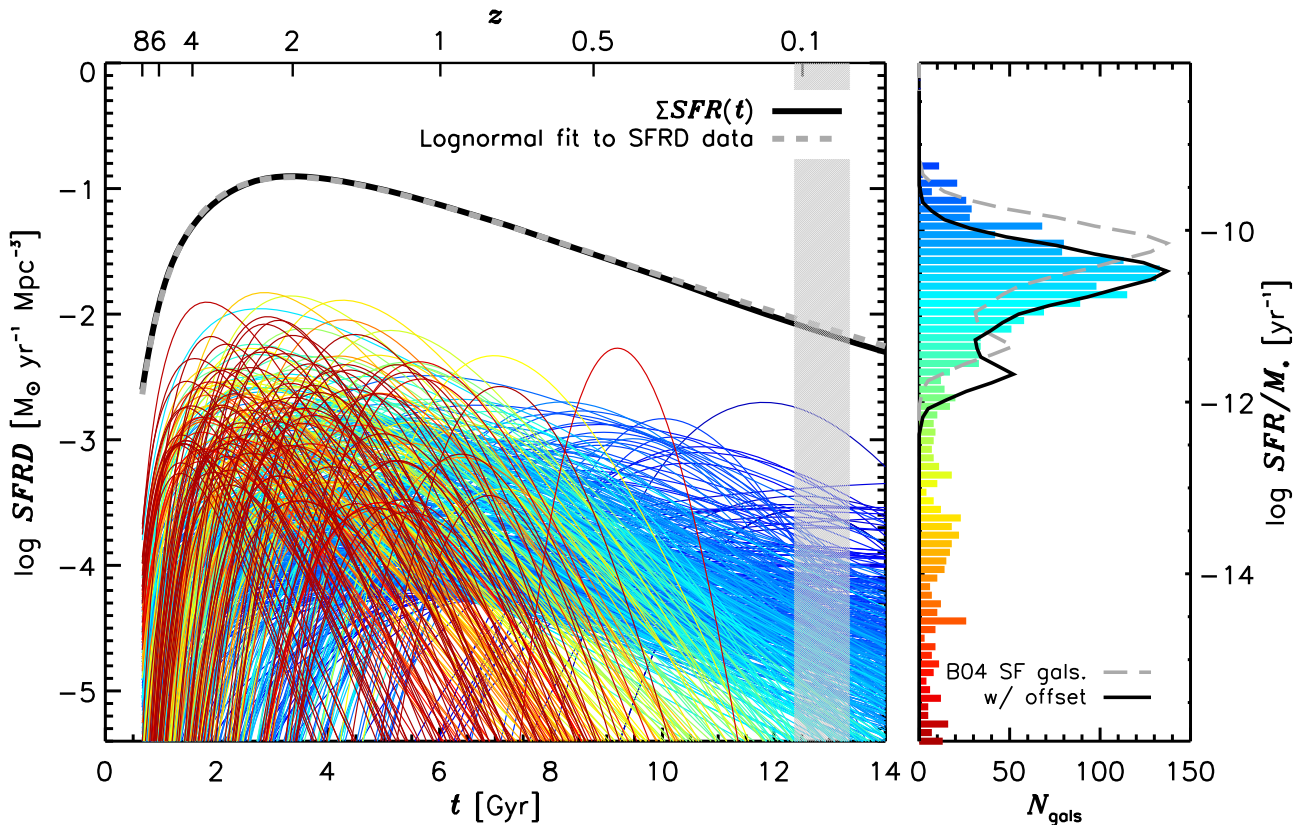 z
8 6 4 2 1 0.5 0.1
ΣSFR(t)
Lognormal fit to SFRD data
0
−1
−2
−3
−4
−5
log SFRD [M⊙ yr⁻¹ Mpc⁻³]
0 2 4 6 8 10 12 14
t [Gyr]
B04 SF gals.
w/ offset
−10
−12
−14
log SFR/M* [yr⁻¹]
0 50 100 150
Ngals